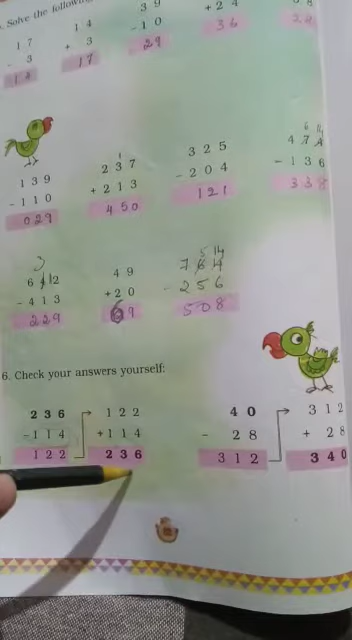 . Solve the following
1 7
- 3
1 4
1 4
+ 3
1 7
3 9
- 1 0
2 9
+ 2 4
3 6
1 3 9
- 1 1 0
0 2 9
1
2 3 7
+ 2 1 3
4 5 0
3 2 5
- 2 0 4
1 2 1
4 7 4
- 1 3 6
3 3 8
6 4 12
- 4 1 3
2 2 9
4 9
+ 2 0
6 9
5 14
7 6 4
- 2 5 6
5 0 8
6. Check your answers yourself:
2 3 6
- 1 1 4
1 2 2
1 2 2
+ 1 1 4
2 3 6
4 0
- 2 8
3 1 2
3 1 2
+ 2 8
3 4 0